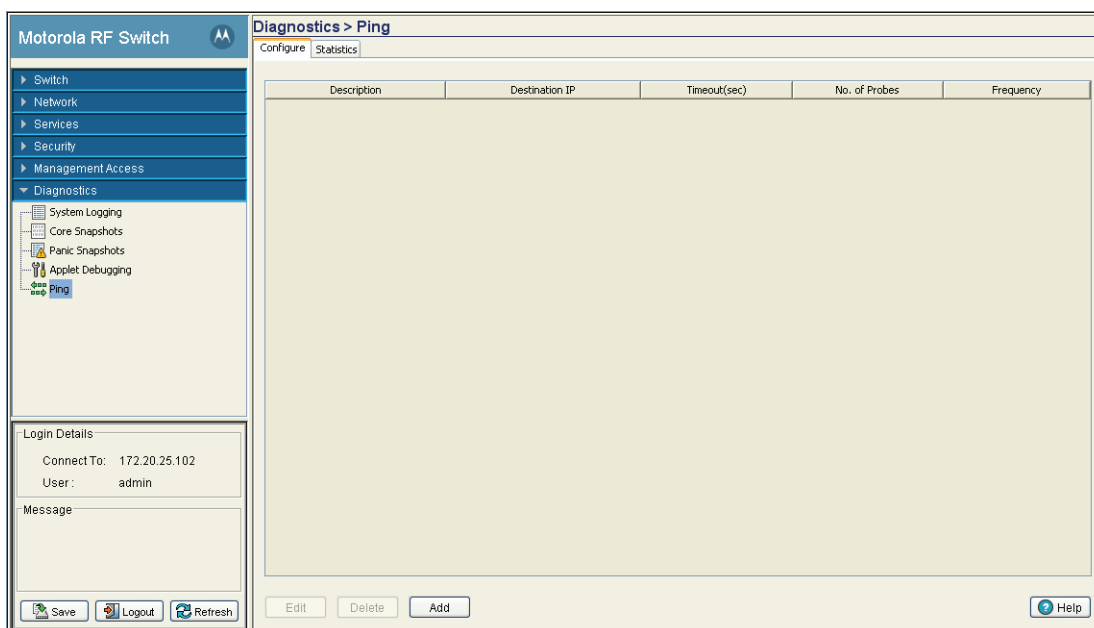 Motorola RF Switch
Switch
Network
Services
Security
Management Access
Diagnostics
System Logging
Core Snapshots
Panic Snapshots
Applet Debugging
Ping
Login Details
Connect To: 172.20.25.102
User : admin
Message
Save Logout Refresh
Diagnostics > Ping
Configure Statistics
Description Destination IP Timeout(sec) No. of Probes Frequency
Edit Delete Add Help